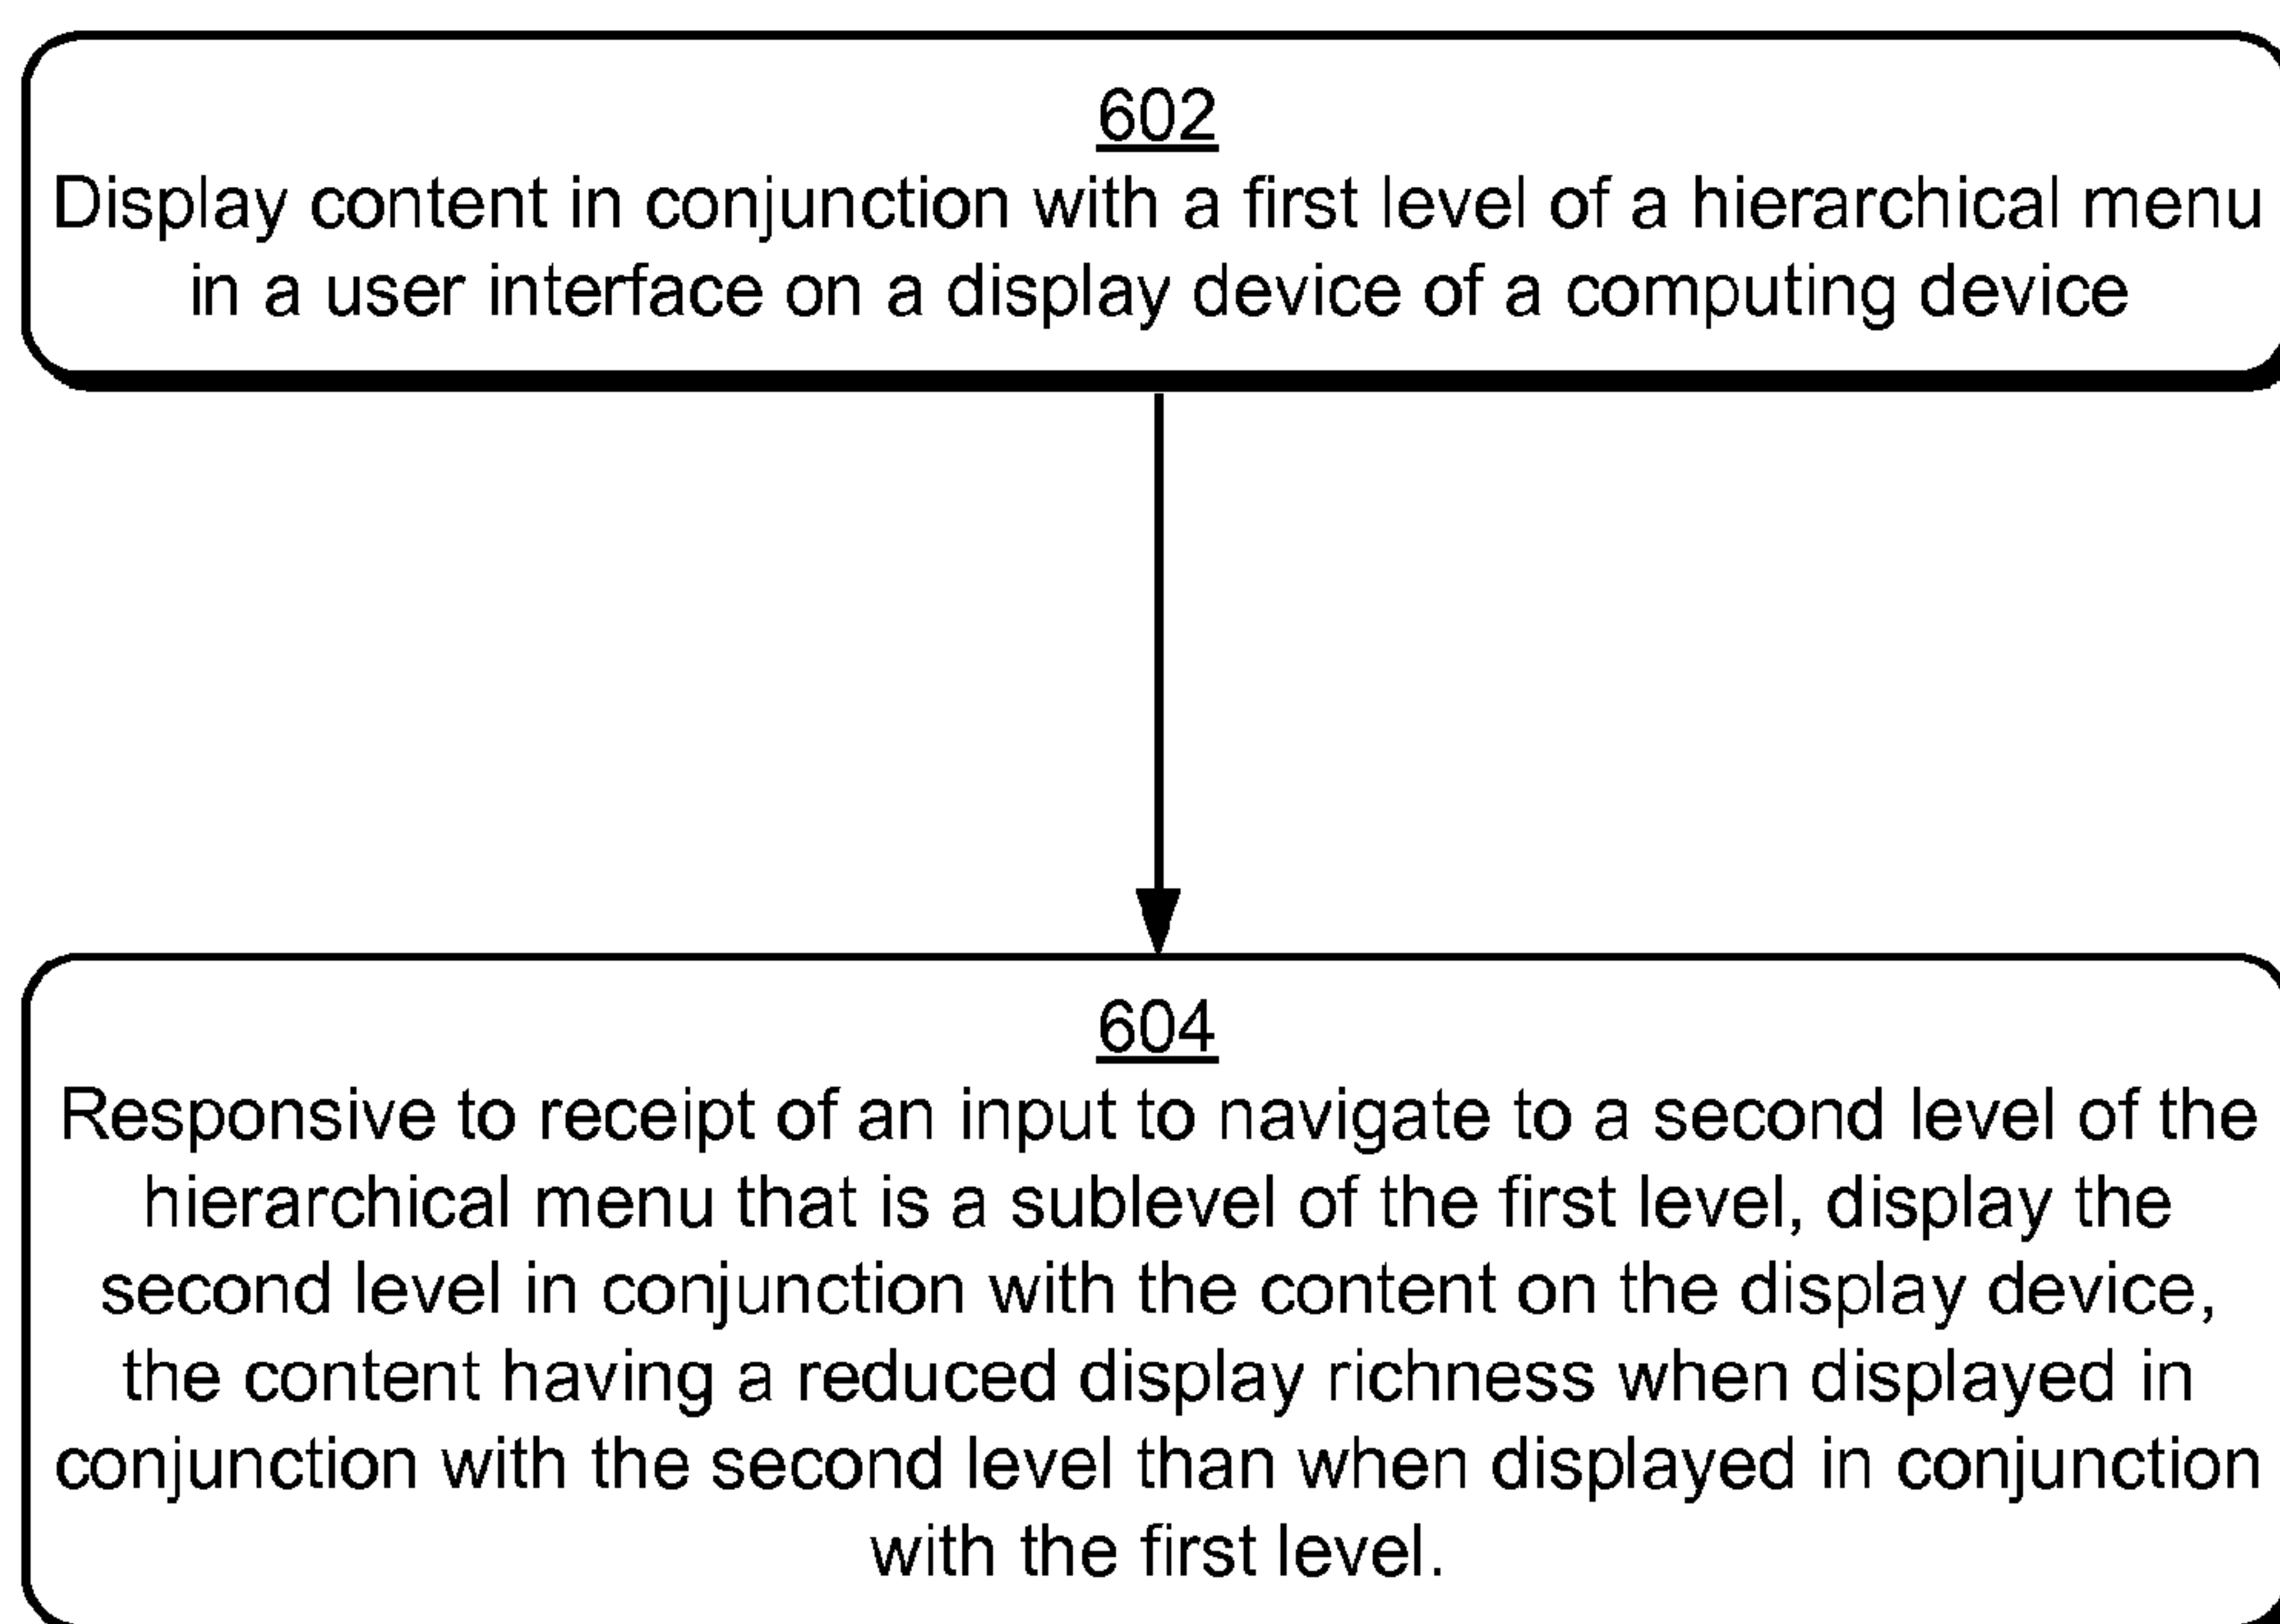 602
Display content in conjunction with a first level of a hierarchical menu
in a user interface on a display device of a computing device
604
Responsive to receipt of an input to navigate to a second level of the
hierarchical menu that is a sublevel of the first level, display the
second level in conjunction with the content on the display device,
the content having a reduced display richness when displayed in
conjunction with the second level than when displayed in conjunction
with the first level.